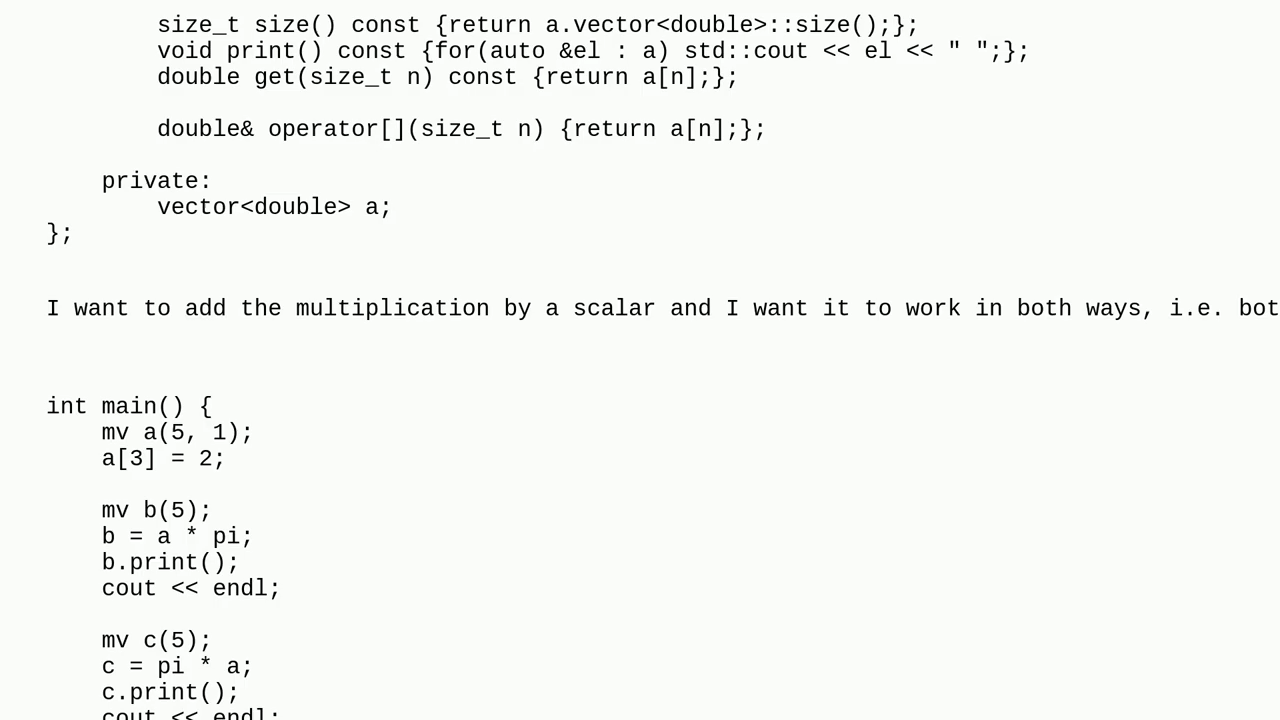 size_t size() const {return a.vector<double>::size();};
void print() const {for(auto &el : a) std::cout << el << " ";};
double get(size_t n) const {return a[n];};
double& operator[](size_t n) {return a[n];};
private:
vector<double> a;
};
I want to add the multiplication by a scalar and I want it to work in both ways, i.e. bot
int main() {
mv a(5, 1);
a[3] = 2;
mv b(5);
b = a * pi;
b.print();
cout << endl;
mv c(5);
c = pi * a;
c.print();
cout << endl;